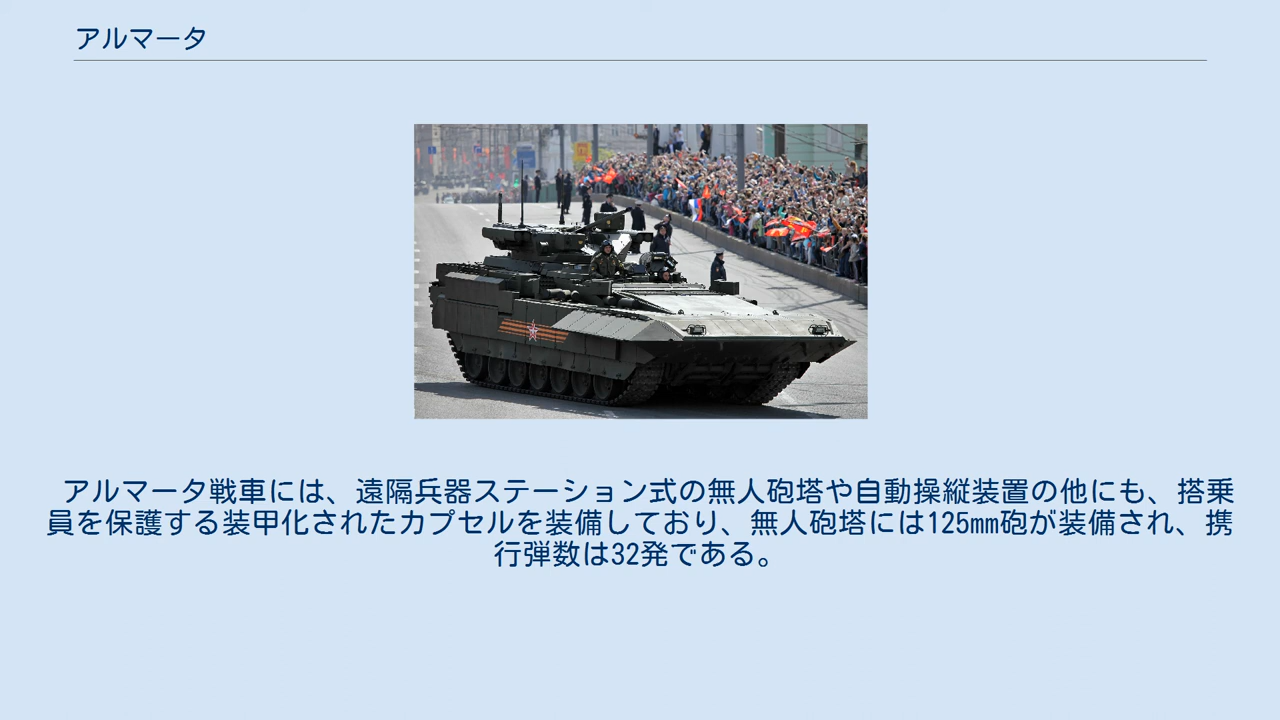 アルマータ
アルマータ戦車には、遠隔兵器ステーション式の無人砲塔や自動操縦装置の他にも、搭乗
員を保護する装甲化されたカプセルを装備しており、無人砲塔には125mm砲が装備され、携
行弾数は32発である。